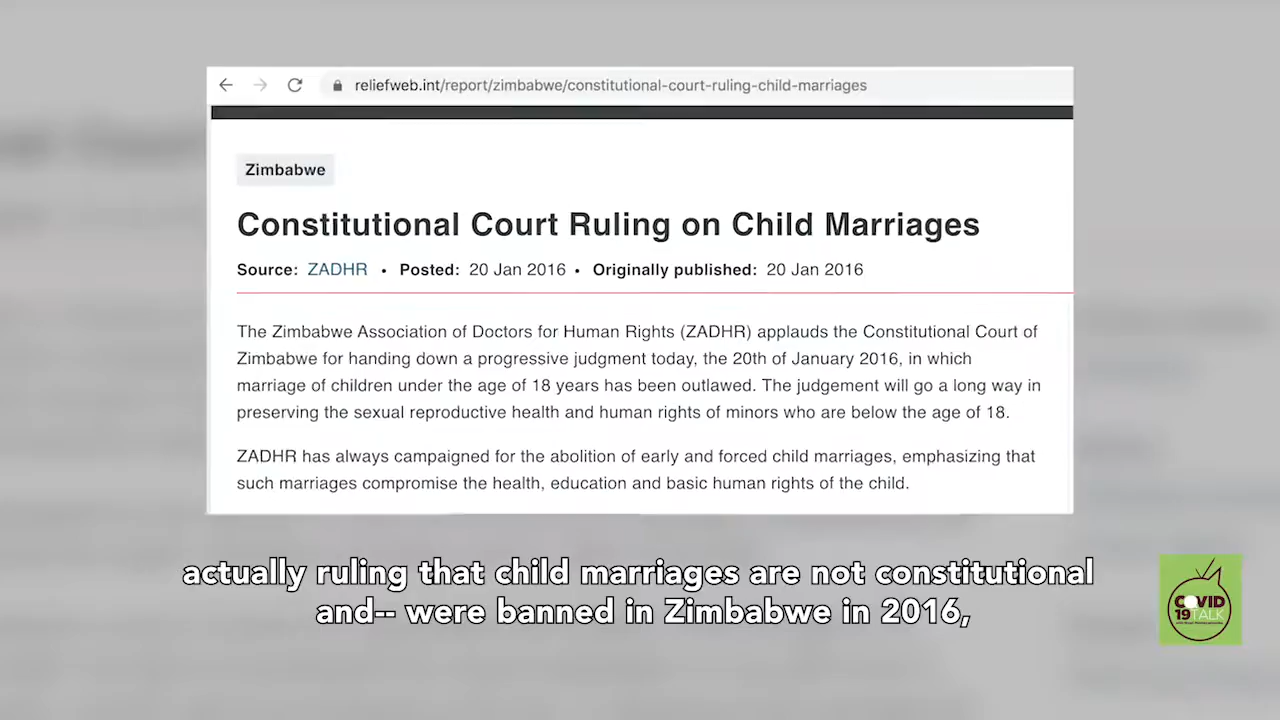 reliefweb.int/report/zimbabwe/constitutional-court-ruling-child-marriages
Zimbabwe
Constitutional Court Ruling on Child Marriages
Source: ZADHR • Posted: 20 Jan 2016 • Originally published: 20 Jan 2016
The Zimbabwe Association of Doctors for Human Rights (ZADHR) applauds the Constitutional Court of
Zimbabwe for handing down a progressive judgment today, the 20th of January 2016, in which
marriage of children under the age of 18 years has been outlawed. The judgement will go a long way in
preserving the sexual reproductive health and human rights of minors who are below the age of 18.
ZADHR has always campaigned for the abolition of early and forced child marriages, emphasizing that
such marriages compromise the health, education and basic human rights of the child.
actually ruling that child marriages are not constitutional
and-- were banned in Zimbabwe in 2016,
COVID
19TALK